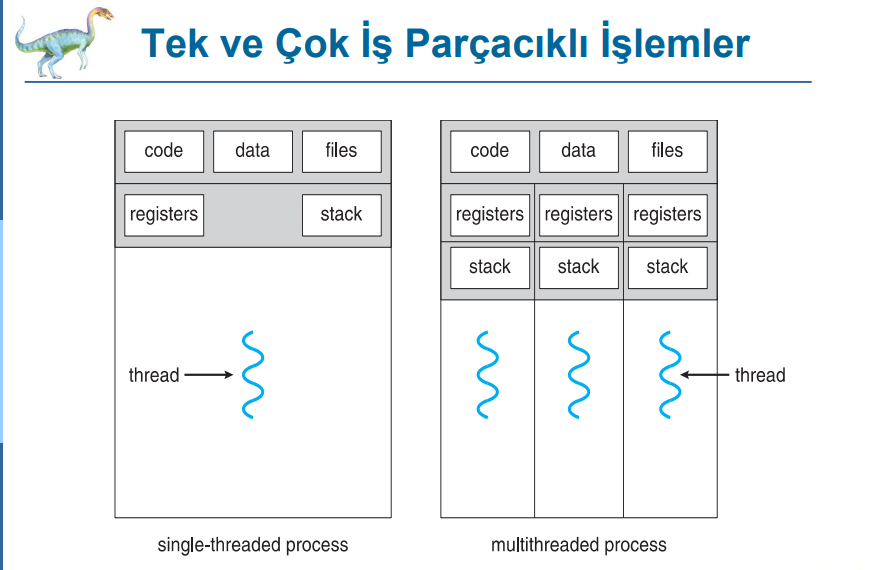 Tek ve Çok İş Parçacıklı İşlemler
code data files
registers stack
thread
single-threaded process
code data files
registers registers registers
stack stack stack
thread
multithreaded process